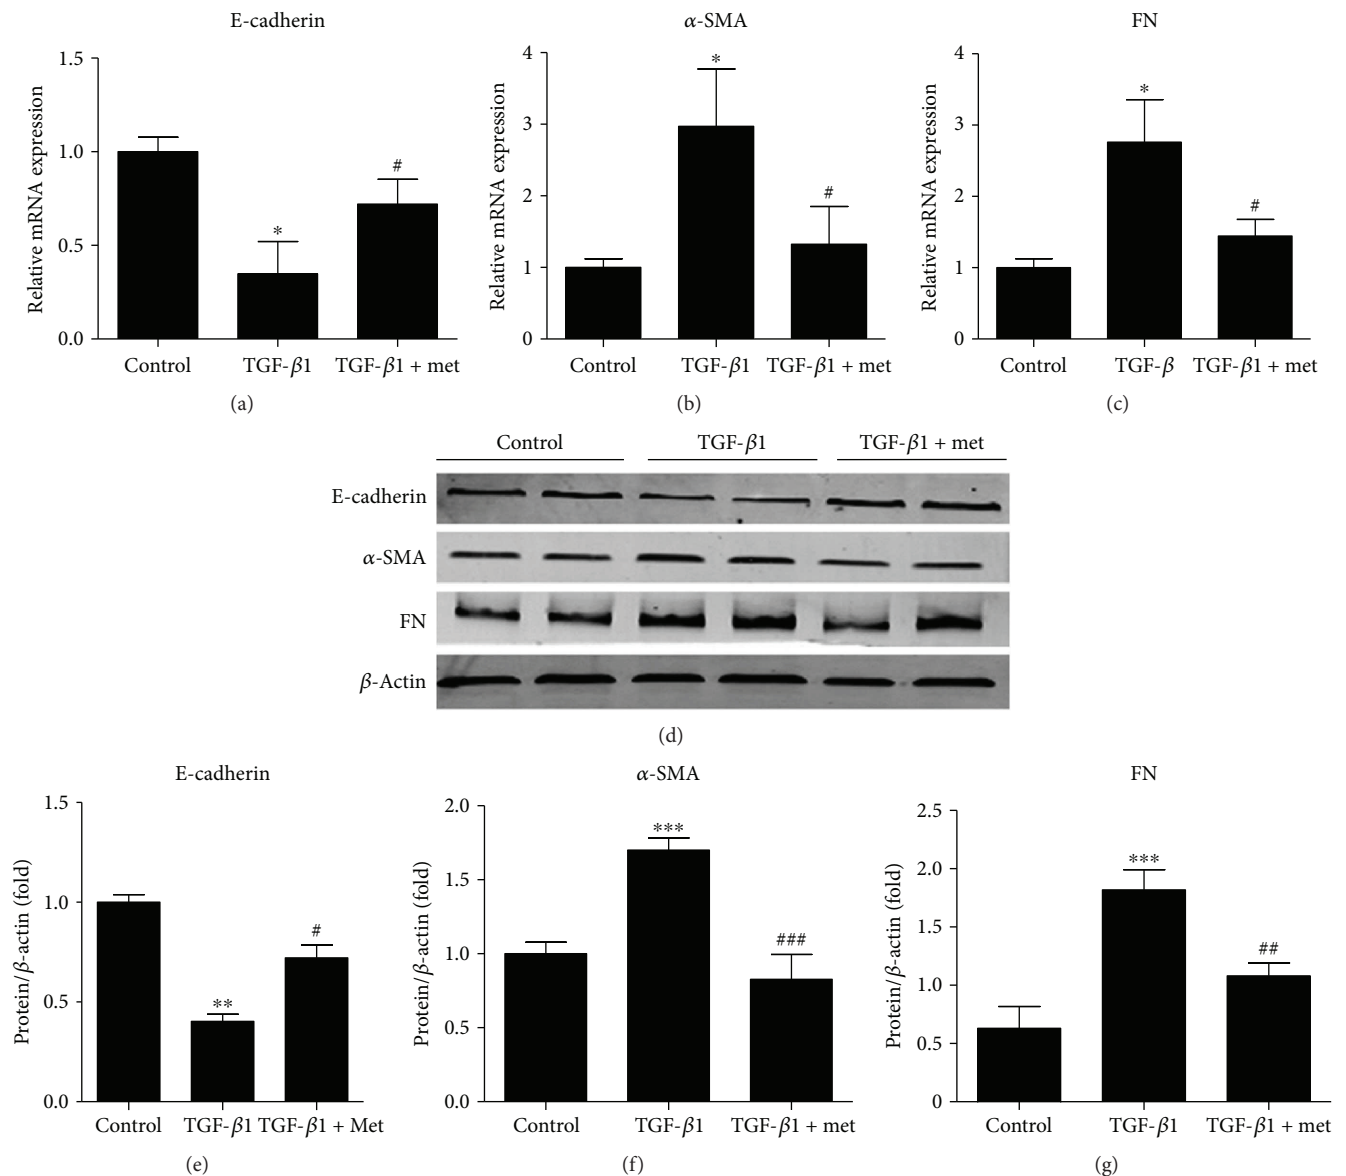 E-cadherin
Relative mRNA expression
1.5
1.0
0.5
0.0
#
*
Control
TGF-β1
TGF-β1 + met
(a)
α-SMA
Relative mRNA expression
4
3
2
1
0
*
#
Control
TGF-β1
TGF-β1 + met
(b)
FN
Relative mRNA expression
4
3
2
1
0
*
#
Control
TGF-β
TGF-β1 + met
(c)
Control TGF-β1 TGF-β1 + met
E-cadherin
α-SMA
FN
β-Actin
(d)
E-cadherin
Protein/β-actin (fold)
1.5
1.0
0.5
0.0
**
#
Control
TGF-β1
TGF-β1 + Met
(e)
α-SMA
Protein/β-actin (fold)
2.0
1.5
1.0
0.5
0.0
***
###
Control
TGF-β1
TGF-β1 + met
(f)
FN
Protein/β-actin (fold)
2.5
2.0
1.5
1.0
0.5
0
***
##
Control
TGF-β1
TGF-β1 + met
(g)